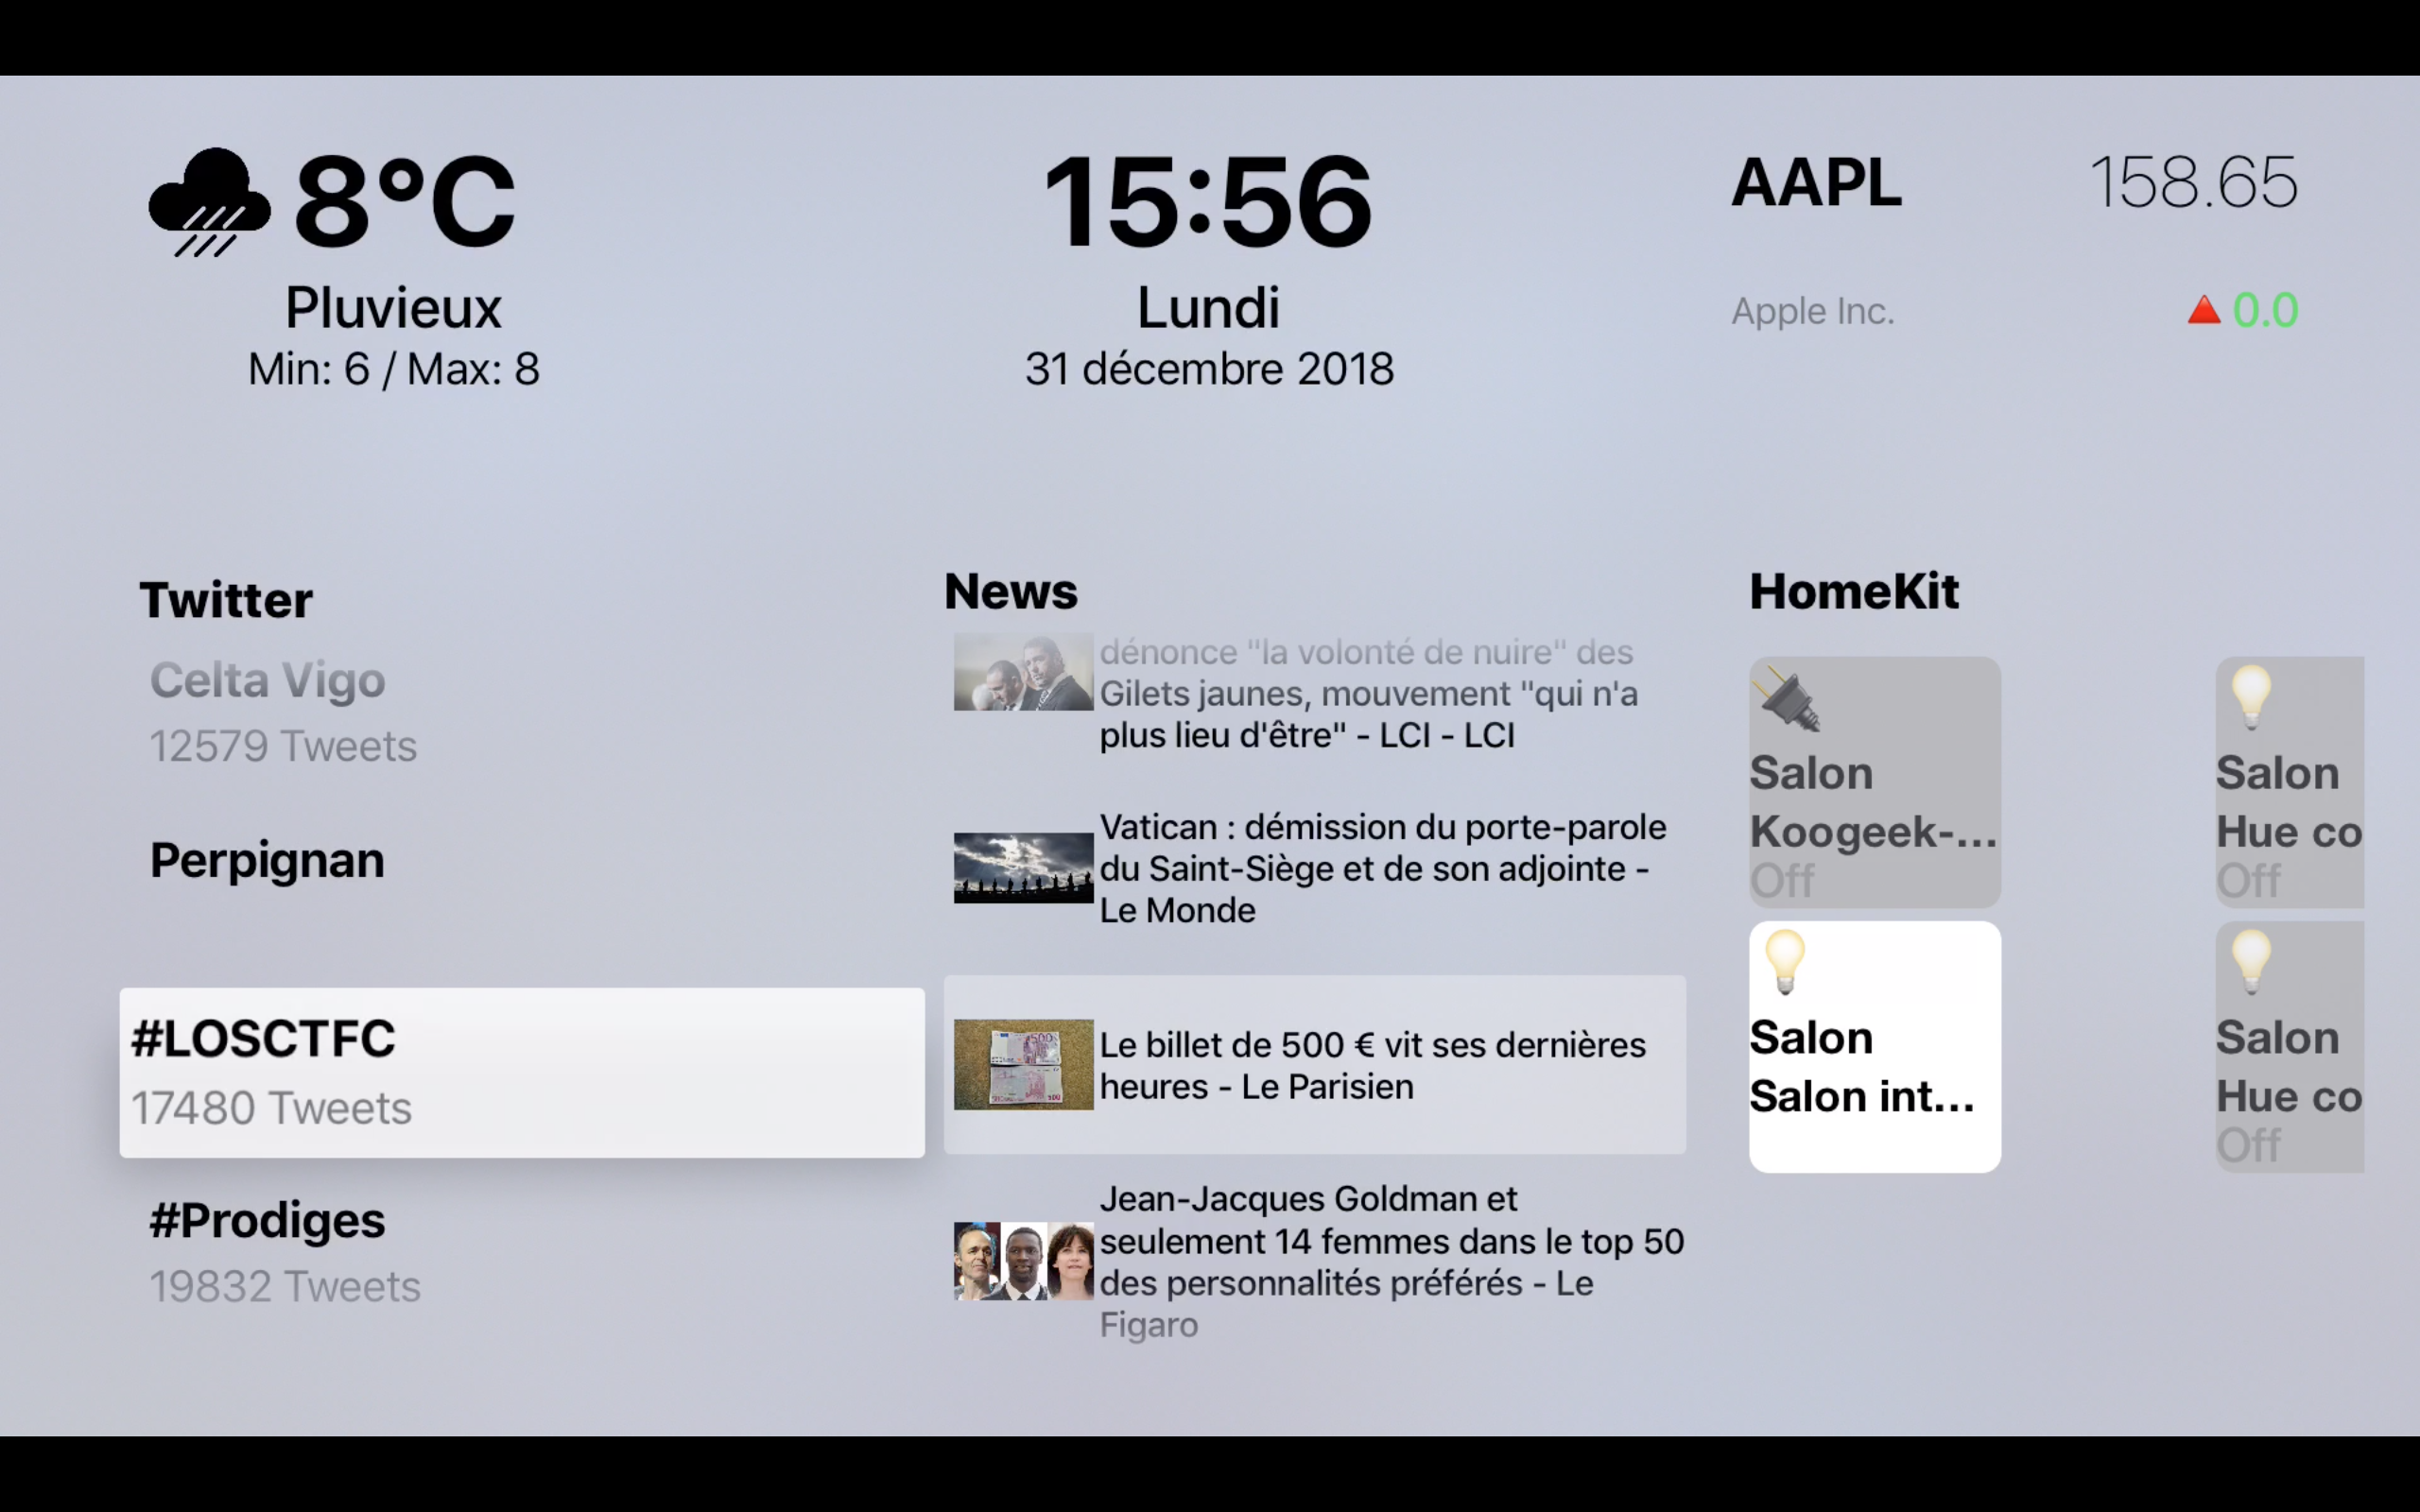 8°C
Pluvieux
Min: 6 / Max: 8
15:56
Lundi
31 décembre 2018
AAPL
158.65
Apple Inc.
0.0
Twitter
Celta Vigo
12579 Tweets
Perpignan
#LOSCTFC
17480 Tweets
#Prodiges
19832 Tweets
News
dénonce "la volonté de nuire" des
Gilets jaunes, mouvement "qui n'a
plus lieu d'être" - LCI - LCI
Vatican : démission du porte-parole
du Saint-Siège et de son adjointe -
Le Monde
Le billet de 500 € vit ses dernières
heures - Le Parisien
Jean-Jacques Goldman et
seulement 14 femmes dans le top 50
des personnalités préférés - Le
Figaro
HomeKit
Salon
Koogeek-...
Off
Salon
Hue co
Off
Salon
Salon int...
Salon
Hue co
Off